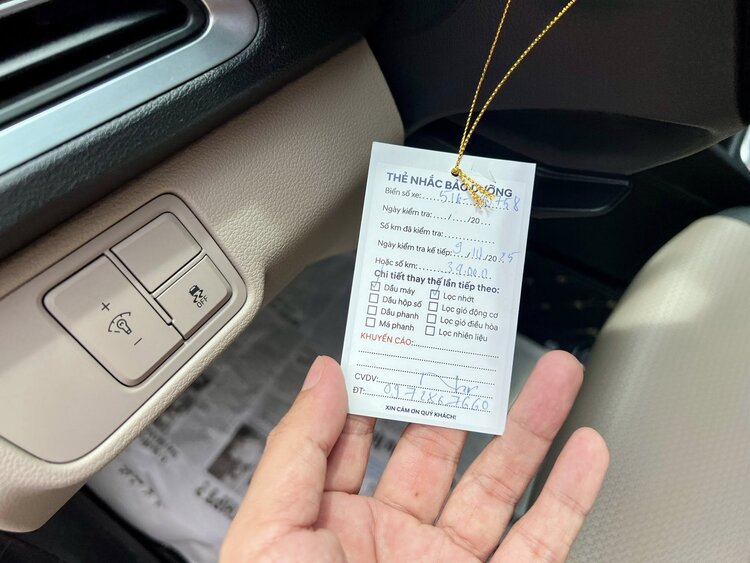 THẺ NHẮC BẢO DƯỠNG
Biển số xe:.....51K
Ngày kiểm tra: ..../...../20....
Số km đã kiểm tra:................
Ngày kiểm tra kế tiếp: 9/10/2025
Hoặc số km:....39.000
Chi tiết thay thế lần tiếp theo:
Dầu máy Lọc nhớt
Dầu hộp số Lọc gió động cơ
Dầu phanh Lọc gió điều hòa
Má phanh Lọc nhiên liệu
KHUYẾN CÁO:
CVDV:
ĐT:
XIN CẢM ƠN QUÝ KHÁCH!
+
-
OFF